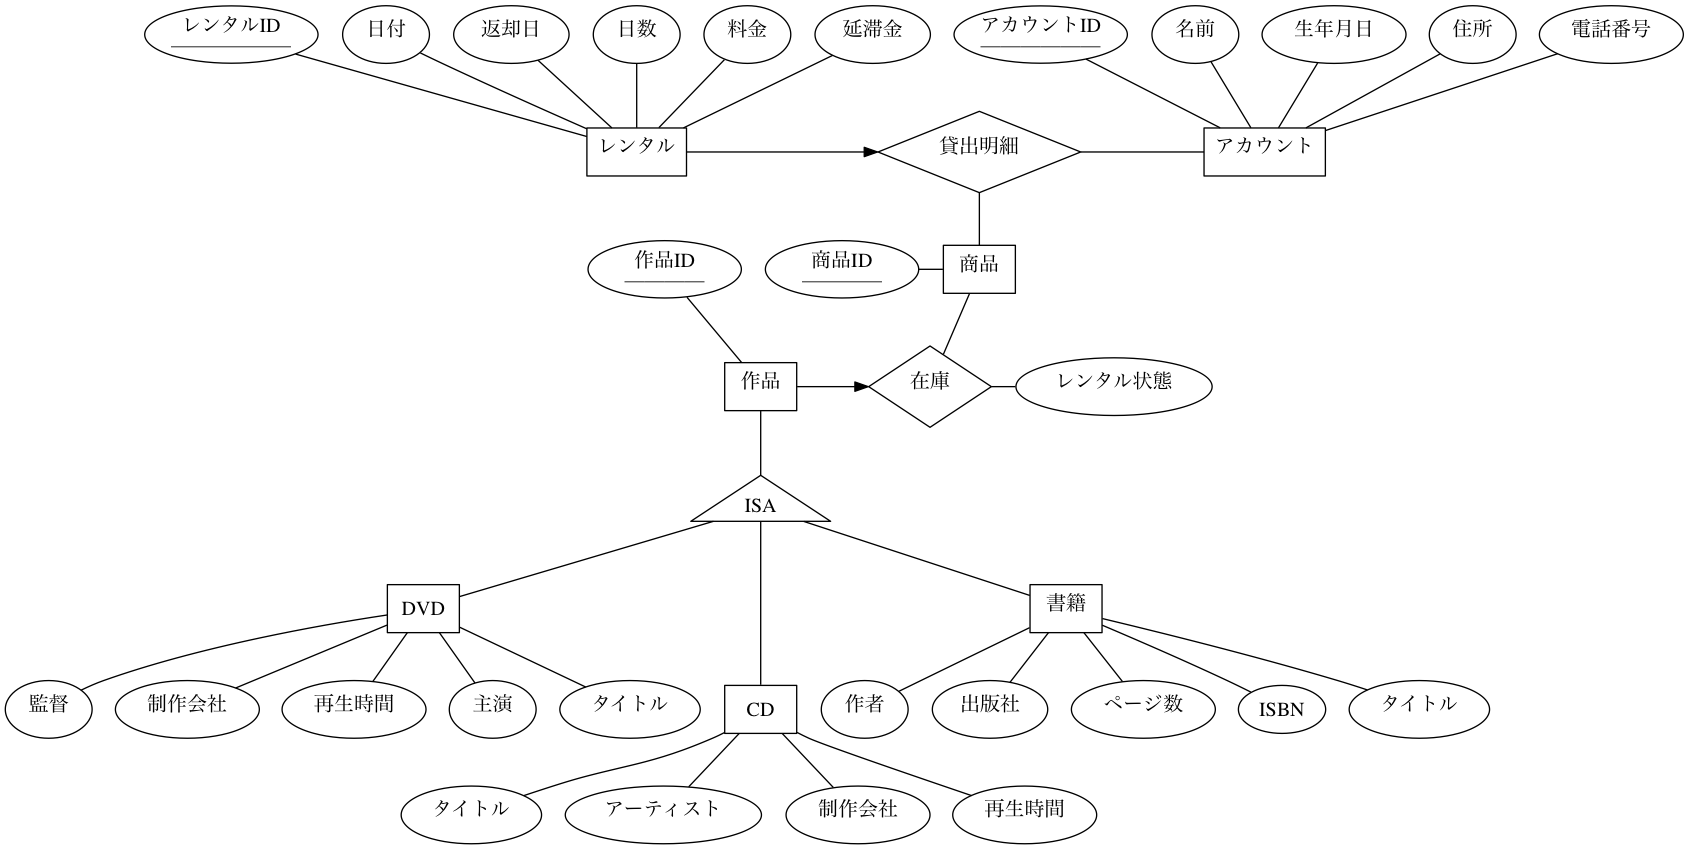 レンタルID
日付
返却日
日数
料金
延滞金
アカウントID
名前
生年月日
住所
電話番号
レンタル
貸出明細
アカウント
作品ID
商品ID
商品
作品
在庫
レンタル状態
ISA
DVD
書籍
監督
制作会社
再生時間
主演
タイトル
CD
作者
出版社
ページ数
ISBN
タイトル
タイトル
アーティスト
制作会社
再生時間